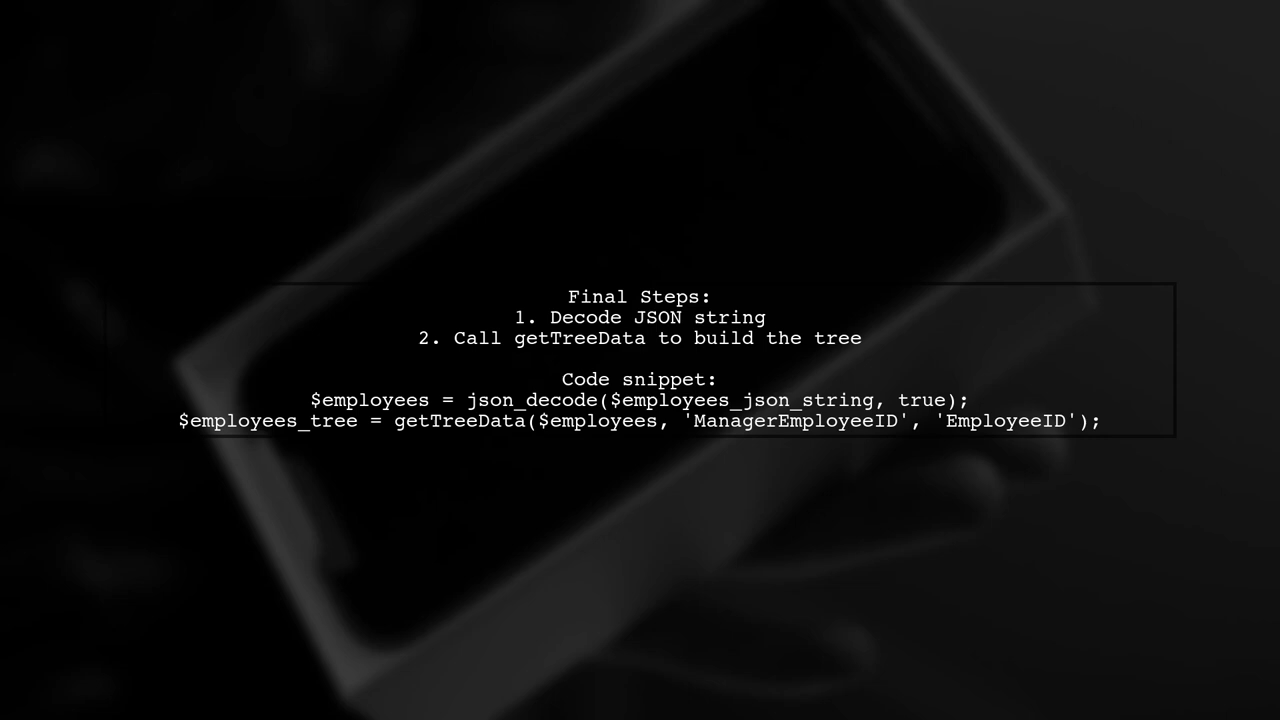 Final Steps:
1. Decode JSON string
2. Call getTreeData to build the tree
Code snippet:
$employees = json_decode($employees_json_string, true);
$employees_tree = getTreeData($employees, 'ManagerEmployeeID', 'EmployeeID');